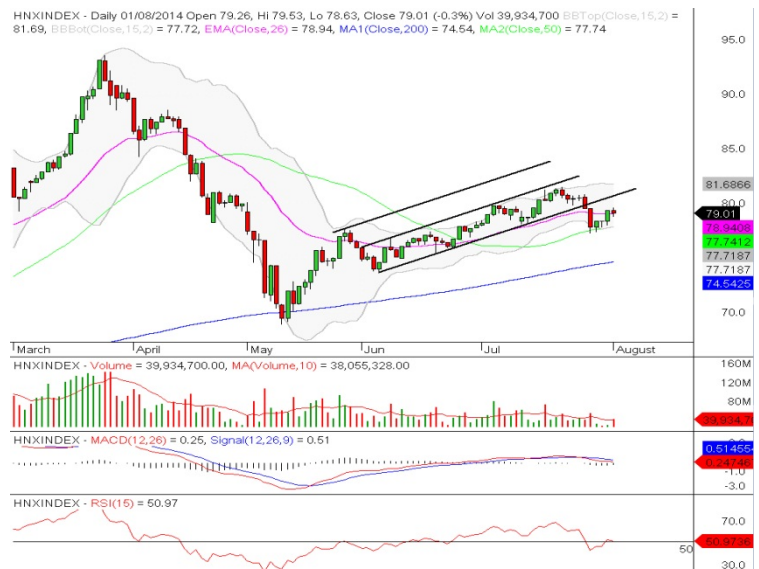 HNXINDEX - Daily 01/08/2014 Open 79.26, Hi 79.53, Lo 78.63, Close 79.01 (-0.3%) Vol 39,934,700 BBTop(Close,15,2) =
81.69, BBBot(Close,15,2) = 77.72, EMA(Close,26) = 78.94, MA1(Close,200) = 74.54, MA2(Close,50) = 77.74
95.0
90.0
85.0
81.6866
80.0
79.01
78.9408
77.7412
77.7187
77.7187
74.5425
70.0
March April May Jun Jul August
HNXINDEX - Volume = 39,934,700.00, MA(Volume,10) = 38,055,328.00
160M
120M
80M
39,934,7
HNXINDEX - MACD(12,26) = 0.25, Signal(12,26,9) = 0.51
0.51455
0.24746
-1.0
-3.0
HNXINDEX - RSI(15) = 50.97
70.0
50.9736
50
30.0